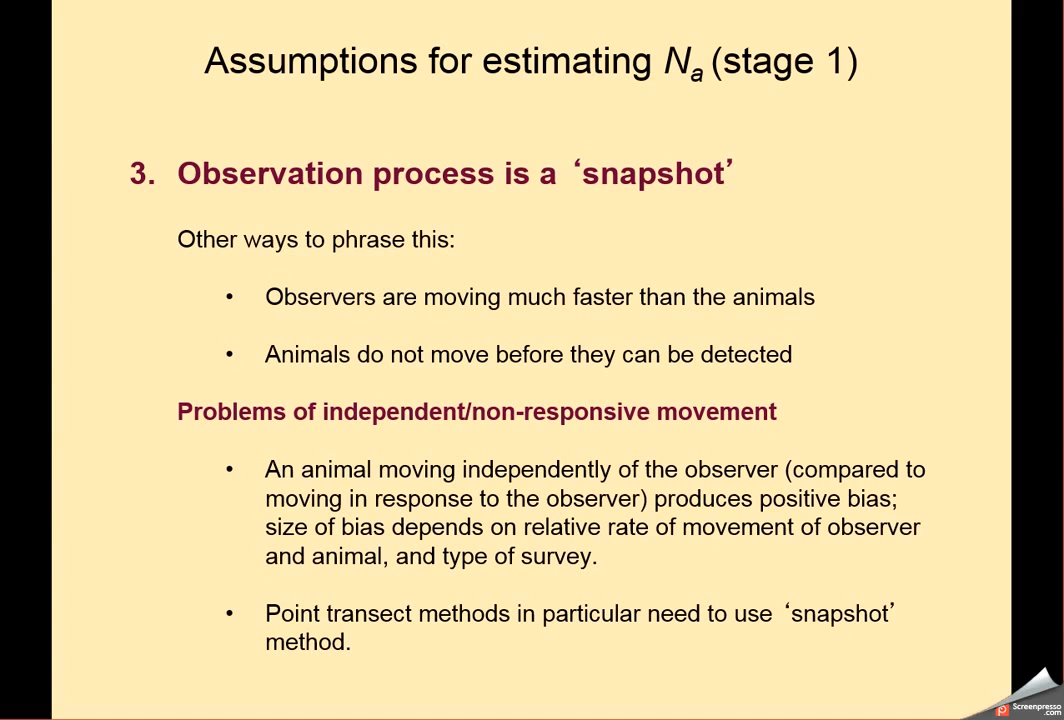 Assumptions for estimating Na (stage 1)
3. Observation process is a ‘snapshot’
Other ways to phrase this:
• Observers are moving much faster than the animals
• Animals do not move before they can be detected
Problems of independent/non-responsive movement
• An animal moving independently of the observer (compared to
moving in response to the observer) produces positive bias;
size of bias depends on relative rate of movement of observer
and animal, and type of survey.
• Point transect methods in particular need to use ‘snapshot’
method.
Screenpresso
.com